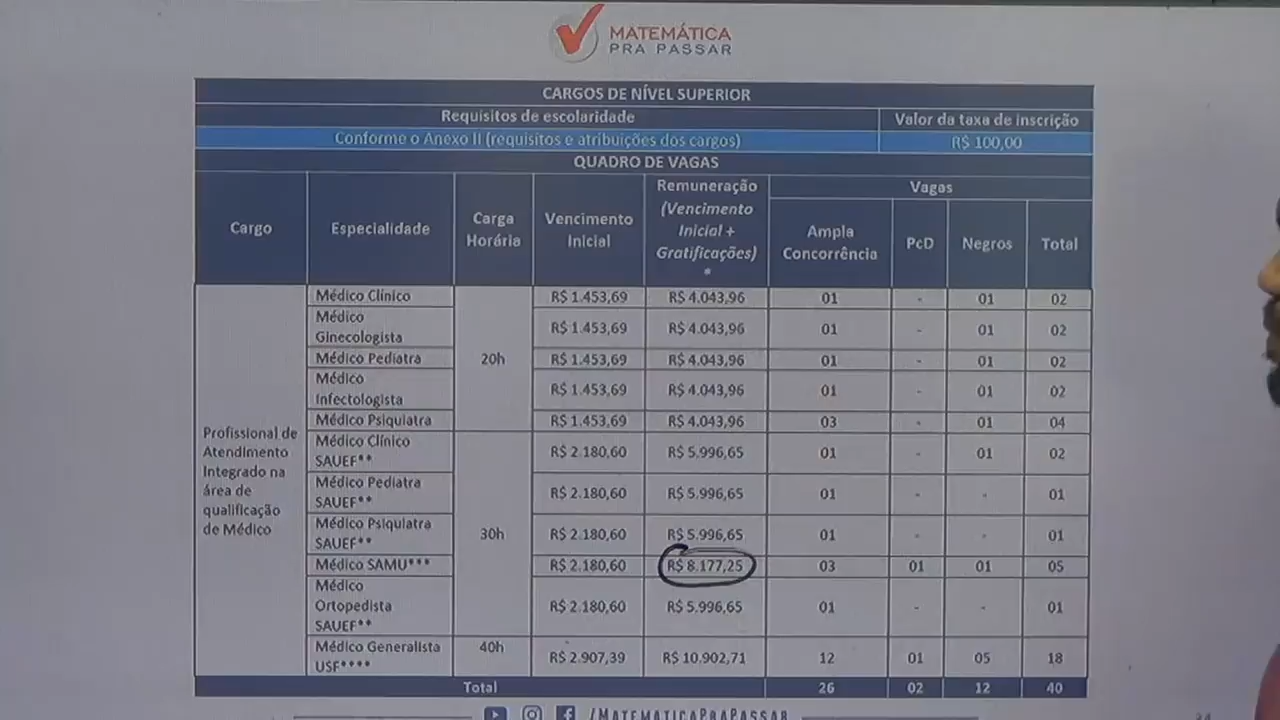 MATEMÁTICA
PRA PASSAR
CARGOS DE NÍVEL SUPERIOR
Requisitos de escolaridade Valor da taxa de inscrição
Conforme o Anexo II (requisitos e atribuições dos cargos) R$ 100,00
QUADRO DE VAGAS
Cargo Especialidade Carga Horária Vencimento Inicial Remuneração (Vencimento Inicial + Gratificações) * Vagas
Ampla Concorrência PcD Negros Total
Profissional de Atendimento Integrado na área de qualificação de Médico
Médico Clínico 20h R$ 1.453,69 R$ 4.043,96 01 - 01 02
Médico Ginecologista R$ 1.453,69 R$ 4.043,96 01 - 01 02
Médico Pediatra R$ 1.453,69 R$ 4.043,96 01 - 01 02
Médico Infectologista R$ 1.453,69 R$ 4.043,96 01 - 01 02
Médico Psiquiatra R$ 1.453,69 R$ 4.043,96 03 - 01 04
Médico Clínico SAUEF** 30h R$ 2.180,60 R$ 5.996,65 01 - 01 02
Médico Pediatra SAUEF** R$ 2.180,60 R$ 5.996,65 01 - - 01
Médico Psiquiatra SAUEF** R$ 2.180,60 R$ 5.996,65 01 - - 01
Médico SAMU*** R$ 2.180,60 R$ 8.177,25 03 01 01 05
Médico Ortopedista SAUEF** R$ 2.180,60 R$ 5.996,65 01 - - 01
Médico Generalista USF**** 40h R$ 2.907,39 R$ 10.902,71 12 01 05 18
Total 26 02 12 40
/MATEMATICAPRAPASSAR